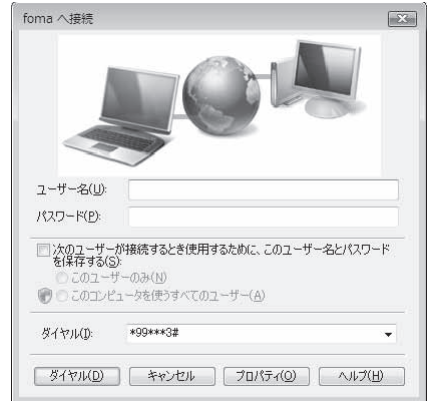 foma へ接続
ユーザー名(U):
パスワード(P):
次のユーザーが接続するとき使用するために、このユーザー名とパスワード
を保存する(S):
このユーザーのみ(N)
このコンピュータを使うすべてのユーザー(A)
ダイヤル(I): *99***3#
ダイヤル(D) キャンセル プロパティ(O) ヘルプ(H)